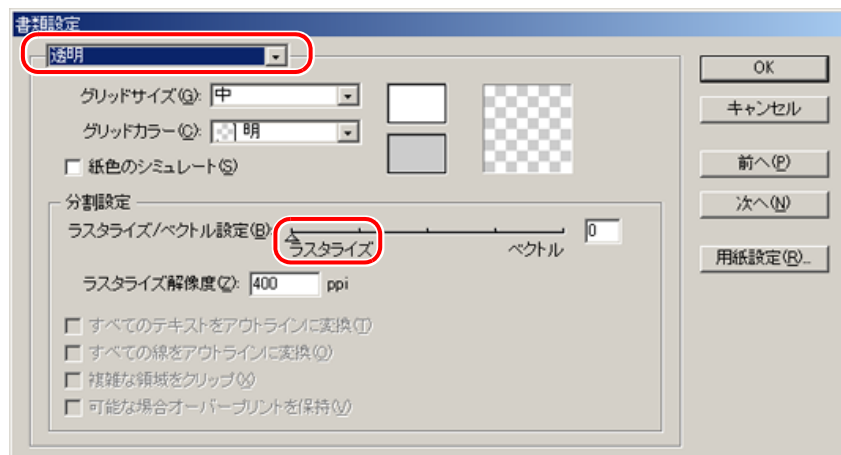 書類設定
透明
OK
グリッドサイズ(G): 中
キャンセル
グリッドカラー(C): 明
紙色のシミュレート(S)
前へ(P)
分割設定
次へ(N)
ラスタライズ/ベクトル設定(B): 0
ラスタライズ ベクトル
用紙設定(R)...
ラスタライズ解像度(Z): 400 ppi
すべてのテキストをアウトラインに変換(T)
すべての線をアウトラインに変換(O)
複雑な領域をクリップ(X)
可能な場合オーバープリントを保持(V)